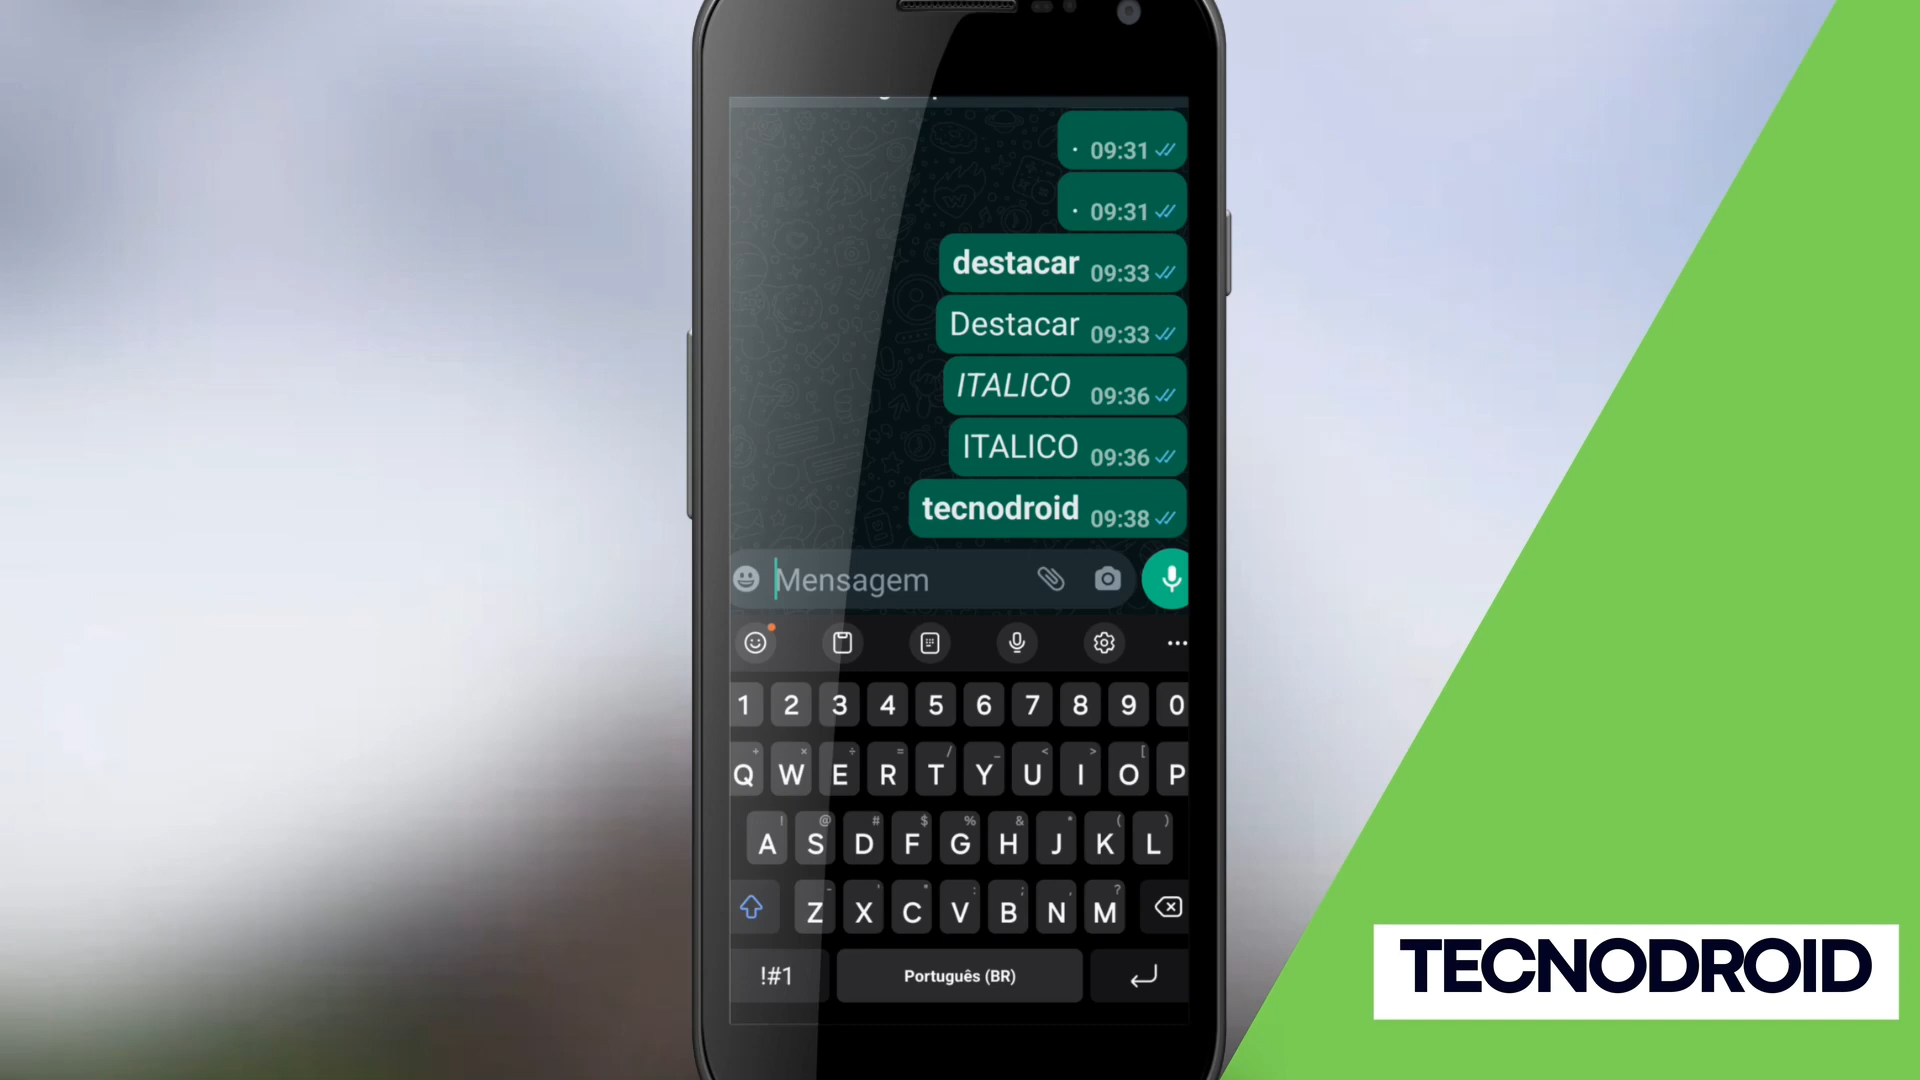 · 09:31
· 09:31
destacar 09:33
Destacar 09:33
ITALICO 09:36
ITALICO 09:36
tecnodroid 09:38
Mensagem
1 2 3 4 5 6 7 8 9 0
+ × ÷ = / _ < > [
Q W E R T Y U I O P
! @ # $ % & * ( )
A S D F G H J K L
- ' " : ; , ?
Z X C V B N M
!#1 Português (BR)
TECNODROID